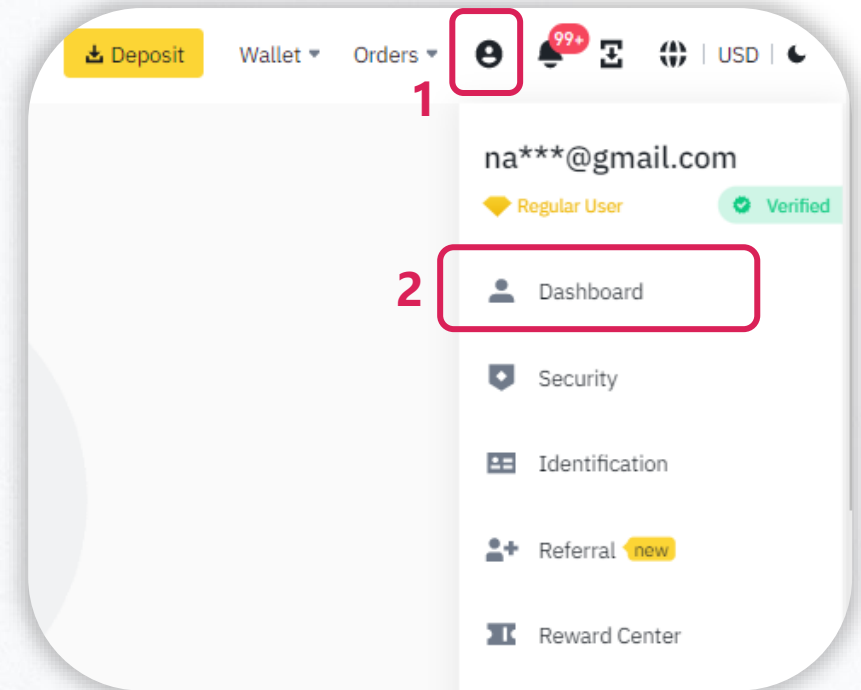 Deposit Wallet Orders 99+ | USD |
1
na***@gmail.com
Regular User Verified
2 Dashboard
Security
Identification
Referral new
Reward Center